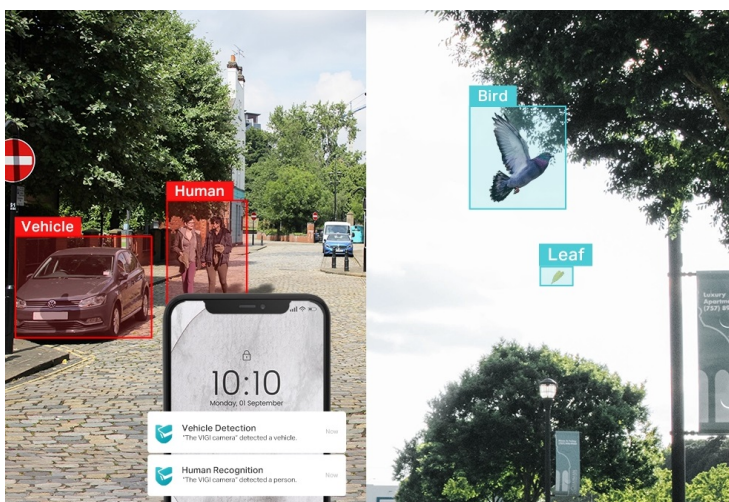 Human
Vehicle
10:10
Monday, 01 September
Vehicle Detection
"The VIGI camera" detected a vehicle.
Now
Human Recognition
"The VIGI camera" detected a person.
Now
Bird
Leaf
Luxury
(757)